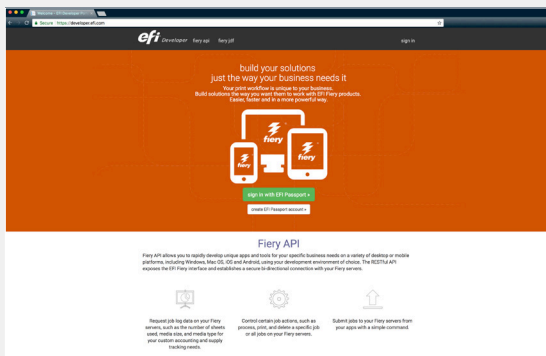 Welcome - EFI Developer
Secure https://developer.efi.com
efi Developer fiery api fiery jdf sign in
build your solutions
just the way your business needs it
Your print workflow is unique to your business.
Build solutions the way you want them to work with EFI Fiery products.
Easier, faster and in a more powerful way.
fiery
fiery
fiery
sign in with EFI Passport »
create EFI Passport account »
Fiery API
Fiery API allows you to rapidly develop unique apps and tools for your specific business needs on a variety of desktop or mobile
platforms, including Windows, Mac OS, iOS and Android, using your development environment of choice. The RESTful API
exposes the EFI Fiery interface and establishes a secure bi-directional connection with your Fiery servers.
Request job log data on your Fiery
servers, such as the number of sheets
used, media size, and media type for
your custom accounting and supply
tracking needs.
Control certain job actions, such as
process, print, and delete a specific job
or all jobs on your Fiery servers.
Submit jobs to your Fiery servers from
your apps with a simple command.